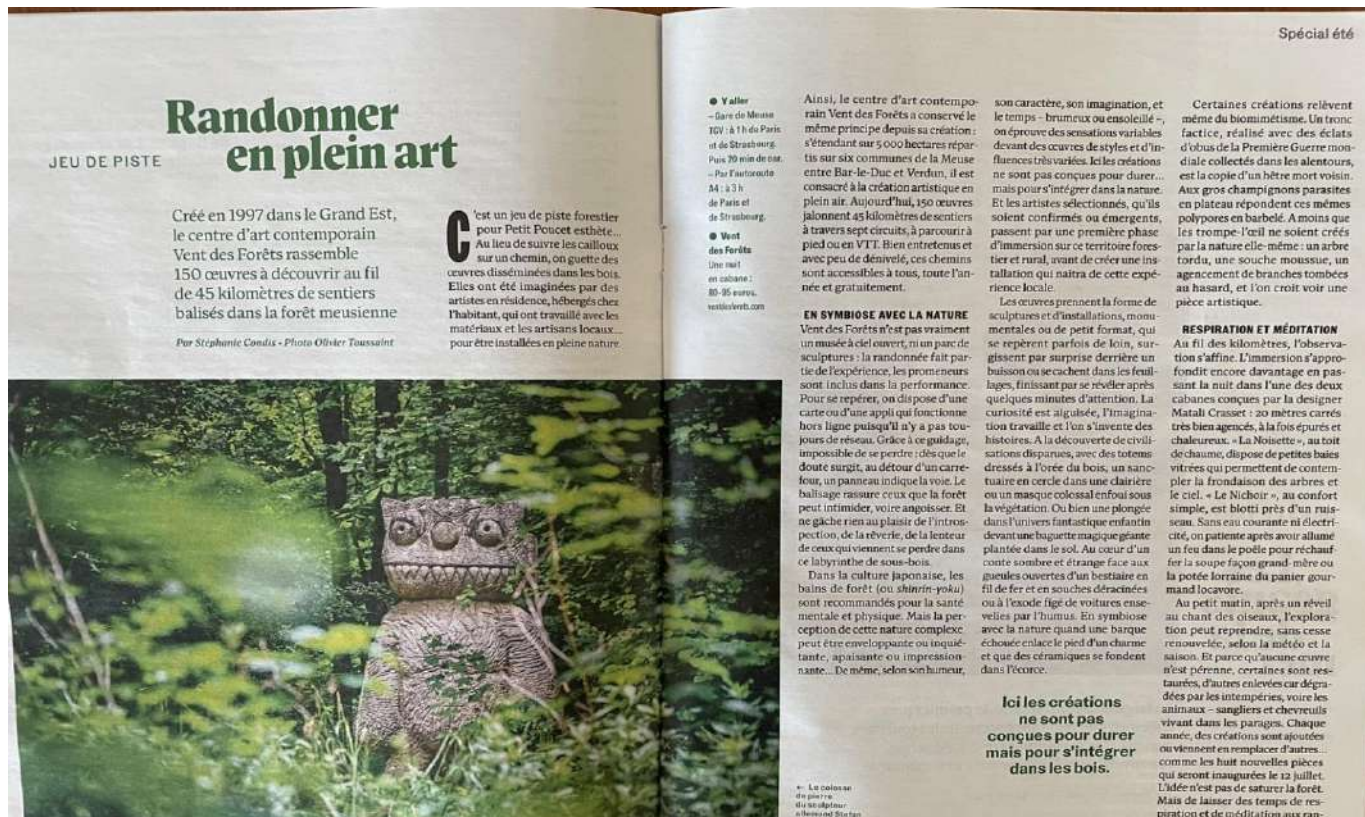 Spécial été
JEU DE PISTE
Randonner
en plein art
Créé en 1997 dans le Grand Est,
le centre d'art contemporain
Vent des Forêts rassemble
150 œuvres à découvrir au fil
de 45 kilomètres de sentiers
balisés dans la forêt meusienne
Par Stéphanie Condis - Photo Olivier Toussaint
C'est un jeu de piste forestier
pour Petit Poucet esthète...
Au lieu de suivre les cailloux
sur un chemin, on guette des
œuvres disséminées dans les bois.
Elles ont été imaginées par des
artistes en résidence, hébergés chez
l'habitant, qui ont travaillé avec les
matériaux et les artisans locaux...
pour être installées en pleine nature.
● Y aller
– Gare de Meuse
TGV : à 1 h de Paris
et de Strasbourg.
Puis 20 min de car.
– Par l'autoroute
A4 : à 3 h
de Paris et
de Strasbourg.
● Vent
des Forêts
Une nuit
en cabane :
80-95 euros.
ventdesforets.com
Ainsi, le centre d'art contempo-
rain Vent des Forêts a conservé le
même principe depuis sa création :
s'étendant sur 5 000 hectares répar-
tis sur six communes de la Meuse
entre Bar-le-Duc et Verdun, il est
consacré à la création artistique en
plein air. Aujourd'hui, 150 œuvres
jalonnent 45 kilomètres de sentiers
à travers sept circuits, à parcourir à
pied ou en VTT. Bien entretenus et
avec peu de dénivelé, ces chemins
sont accessibles à tous, toute l'an-
née et gratuitement.
EN SYMBIOSE AVEC LA NATURE
Vent des Forêts n'est pas vraiment
un musée à ciel ouvert, ni un parc de
sculptures : la randonnée fait par-
tie de l'expérience, les promeneurs
sont inclus dans la performance.
Pour se repérer, on dispose d'une
carte ou d'une appli qui fonctionne
hors ligne puisqu'il n'y a pas tou-
jours de réseau. Grâce à ce guidage,
impossible de se perdre : dès que le
doute surgit, au détour d'un carre-
four, un panneau indique la voie. Le
balisage rassure ceux que la forêt
peut intimider, voire angoisser. Et
ne gâche rien au plaisir de l'intros-
pection, de la rêverie, de la lenteur
de ceux qui viennent se perdre dans
ce labyrinthe de sous-bois.
Dans la culture japonaise, les
bains de forêt (ou shinrin-yoku)
sont recommandés pour la santé
mentale et physique. Mais la per-
ception de cette nature complexe
peut être enveloppante ou inquié-
tante, apaisante ou impression-
nante... De même, selon son humeur,
son caractère, son imagination, et
le temps – brumeux ou ensoleillé –,
on éprouve des sensations variables
devant des œuvres de styles et d'in-
fluences très variées. Ici les créations
ne sont pas conçues pour durer...
mais pour s'intégrer dans la nature.
Et les artistes sélectionnés, qu'ils
soient confirmés ou émergents,
passent par une première phase
d'immersion sur ce territoire fores-
tier et rural, avant de créer une ins-
tallation qui naitra de cette expé-
rience locale.
Les œuvres prennent la forme de
sculptures et d'installations, monu-
mentales ou de petit format, qui
se repèrent parfois de loin, sur-
gissent par surprise derrière un
buisson ou se cachent dans les feuil-
lages, finissant par se révéler après
quelques minutes d'attention. La
curiosité est aiguisée, l'imagina-
tion travaille et l'on s'invente des
histoires. A la découverte de civili-
sations disparues, avec des totems
dressés à l'orée du bois, un sanc-
tuaire en cercle dans une clairière
ou un masque colossal enfoui sous
la végétation. Ou bien une plongée
dans l'univers fantastique enfantin
devant une baguette magique géante
plantée dans le sol. Au cœur d'un
conte sombre et étrange face aux
gueules ouvertes d'un bestiaire en
fil de fer et en souches déracinées
ou à l'exode figé de voitures ense-
velies par l'humus. En symbiose
avec la nature quand une barque
échouée enlace le pied d'un charme
et que des céramiques se fondent
dans l'écorce.
Ici les créations
ne sont pas
conçues pour durer
mais pour s'intégrer
dans les bois.
Certaines créations relèvent
même du biomimétisme. Un tronc
factice, réalisé avec des éclats
d'obus de la Première Guerre mon-
diale collectés dans les alentours,
est la copie d'un hêtre mort voisin.
Aux gros champignons parasites
en plateau répondent ces mêmes
polypores en barbelé. A moins que
les trompe-l'œil ne soient créés
par la nature elle-même : un arbre
tordu, une souche moussue, un
agencement de branches tombées
au hasard, et l'on croit voir une
pièce artistique.
RESPIRATION ET MÉDITATION
Au fil des kilomètres, l'observa-
tion s'affine. L'immersion s'appro-
fondit encore davantage en pas-
sant la nuit dans l'une des deux
cabanes conçues par la designer
Matali Crasset : 20 mètres carrés
très bien agencés, à la fois épurés et
chaleureux. « La Noisette », au toit
de chaume, dispose de petites baies
vitrées qui permettent de contem-
pler la frondaison des arbres et
le ciel. « Le Nichoir », au confort
simple, est blotti près d'un ruis-
seau. Sans eau courante ni électri-
cité, on patiente après avoir allumé
un feu dans le poêle pour réchauf-
fer la soupe façon grand-mère ou
la potée lorraine du panier gour-
mand locavore.
Au petit matin, après un réveil
au chant des oiseaux, l'explora-
tion peut reprendre, sans cesse
renouvelée, selon la météo et la
saison. Et parce qu'aucune œuvre
n'est pérenne, certaines sont res-
taurées, d'autres enlevées car dégra-
dées par les intempéries, voire les
animaux – sangliers et chevreuils
vivant dans les parages. Chaque
année, des créations sont ajoutées
ou viennent en remplacer d'autres...
comme les huit nouvelles pièces
qui seront inaugurées le 12 juillet.
L'idée n'est pas de saturer la forêt.
Mais de laisser des temps de res-
piration et de méditation aux ran-
← Le colosse
de pierre
du sculpteur
allemand Stefan